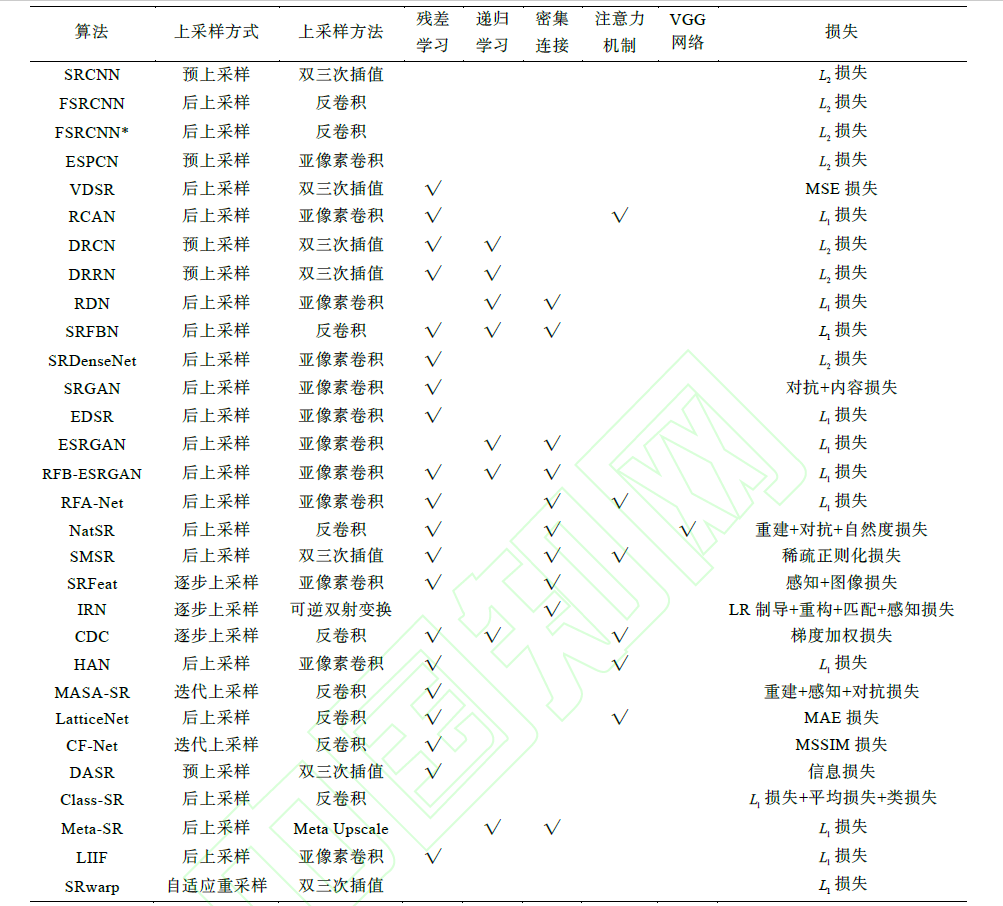 算法 上采样方式 上采样方法 残差学习 递归学习 密集连接 注意力机制 VGG网络 损失
SRCNN 预上采样 双三次插值 L2 损失
FSRCNN 后上采样 反卷积 L2 损失
FSRCNN* 后上采样 反卷积 L2 损失
ESPCN 预上采样 亚像素卷积 L2 损失
VDSR 后上采样 双三次插值 √ MSE 损失
RCAN 后上采样 亚像素卷积 √ √ L1 损失
DRCN 预上采样 双三次插值 √ √ L2 损失
DRRN 预上采样 双三次插值 √ √ L2 损失
RDN 后上采样 亚像素卷积 √ √ L1 损失
SRFBN 后上采样 反卷积 √ √ √ L1 损失
SRDenseNet 后上采样 亚像素卷积 √ L2 损失
SRGAN 后上采样 亚像素卷积 √ 对抗+内容损失
EDSR 后上采样 亚像素卷积 √ L1 损失
ESRGAN 后上采样 亚像素卷积 √ √ L1 损失
RFB-ESRGAN 后上采样 亚像素卷积 √ √ √ L1 损失
RFA-Net 后上采样 亚像素卷积 √ √ √ L1 损失
NatSR 后上采样 反卷积 √ √ √ 重建+对抗+自然度损失
SMSR 后上采样 双三次插值 √ √ √ 稀疏正则化损失
SRFeat 逐步上采样 亚像素卷积 √ √ 感知+图像损失
IRN 逐步上采样 可逆双射变换 √ LR 制导+重构+匹配+感知损失
CDC 逐步上采样 反卷积 √ √ √ 梯度加权损失
HAN 后上采样 亚像素卷积 √ √ L1 损失
MASA-SR 迭代上采样 反卷积 √ 重建+感知+对抗损失
LatticeNet 后上采样 反卷积 √ √ MAE 损失
CF-Net 迭代上采样 反卷积 √ MSSIM 损失
DASR 预上采样 双三次插值 √ 信息损失
Class-SR 后上采样 反卷积 L1 损失+平均损失+类损失
Meta-SR 后上采样 Meta Upscale √ √ L1 损失
LIIF 后上采样 亚像素卷积 √ L1 损失
SRwarp 自适应重采样 双三次插值 L1 损失
中国知网